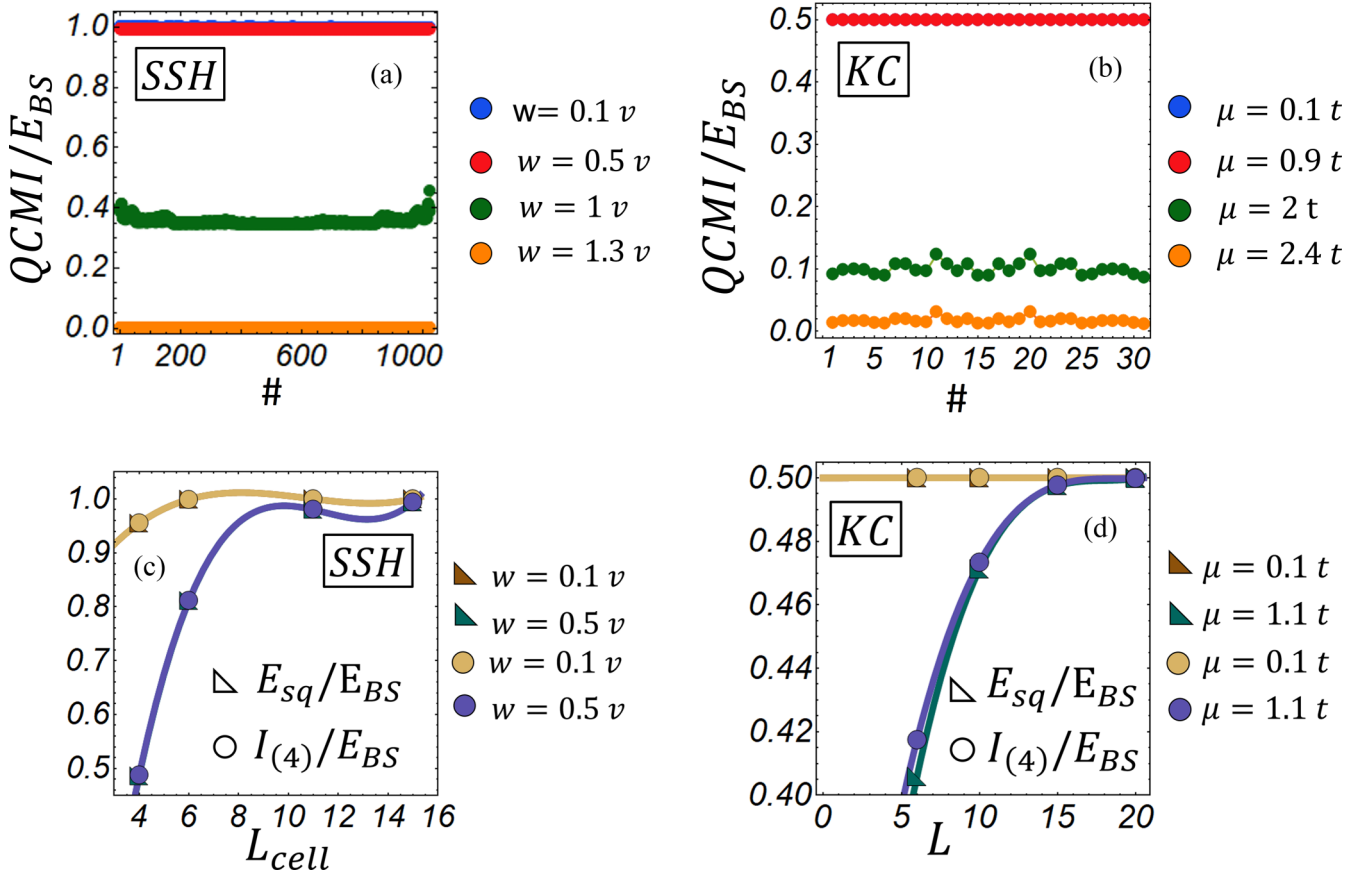 QCMI/E_BS
1.0
0.8
0.6
0.4
0.2
0.0
SSH
(a)
1 200 600 1000
#
w= 0.1 v
w = 0.5 v
w = 1 v
w = 1.3 v
QCMI/E_BS
0.5
0.4
0.3
0.2
0.1
0.0
KC
(b)
1 5 10 15 20 25 30
#
μ = 0.1 t
μ = 0.9 t
μ = 2 t
μ = 2.4 t
1.0
0.9
0.8
0.7
0.6
0.5
(c)
SSH
E_sq/E_BS
I_(4)/E_BS
4 6 8 10 12 14 16
L_cell
w = 0.1 v
w = 0.5 v
w = 0.1 v
w = 0.5 v
0.50
0.48
0.46
0.44
0.42
0.40
KC
(d)
E_sq/E_BS
I_(4)/E_BS
0 5 10 15 20
L
μ = 0.1 t
μ = 1.1 t
μ = 0.1 t
μ = 1.1 t